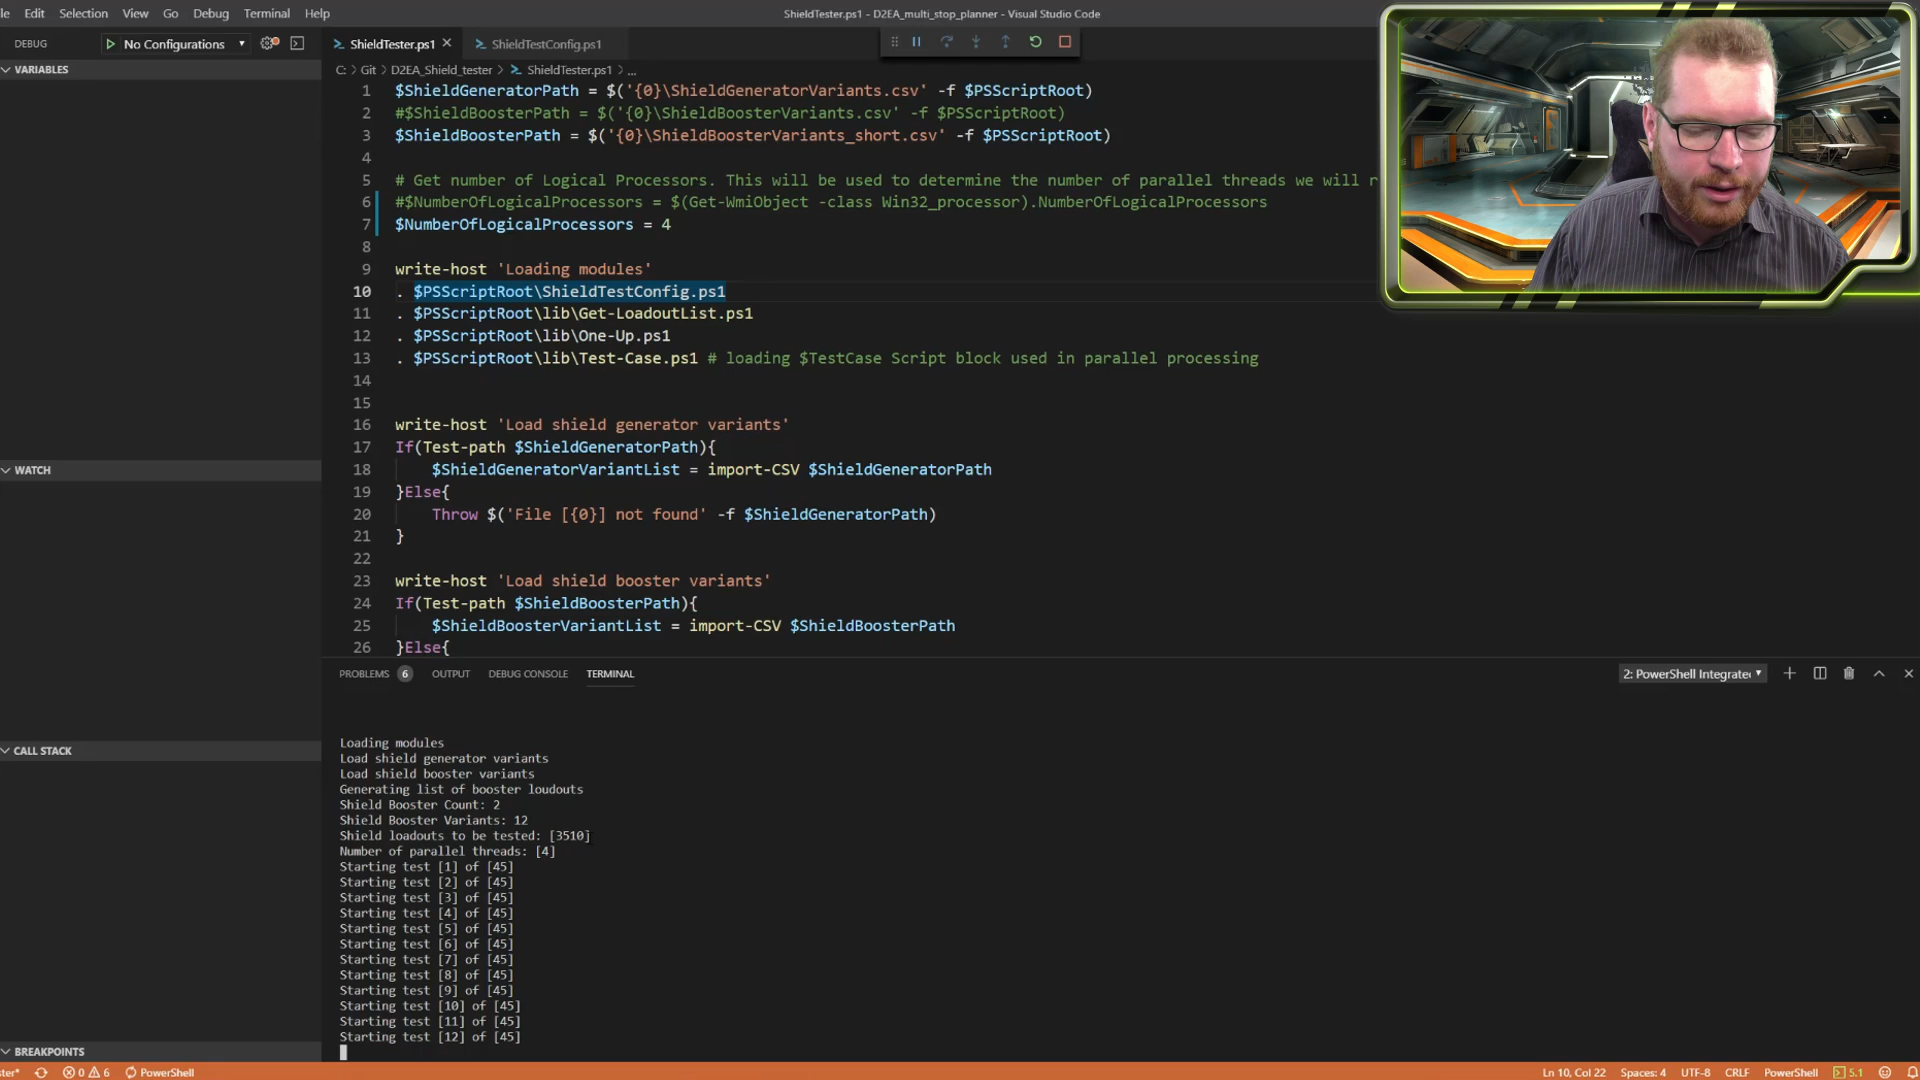 le Edit Selection View Go Debug Terminal Help
ShieldTester.ps1 - D2EA_multi_stop_planner - Visual Studio Code
DEBUG No Configurations
ShieldTester.ps1 ShieldTestConfig.ps1
C: > Git > D2EA_Shield_tester > ShieldTester.ps1 > ...
VARIABLES
1 $ShieldGeneratorPath = $('{0}\ShieldGeneratorVariants.csv' -f $PSScriptRoot)
2 #$ShieldBoosterPath = $('{0}\ShieldBoosterVariants.csv' -f $PSScriptRoot)
3 $ShieldBoosterPath = $('{0}\ShieldBoosterVariants_short.csv' -f $PSScriptRoot)
4
5 # Get number of Logical Processors. This will be used to determine the number of parallel threads we will r
6 #$NumberOfLogicalProcessors = $(Get-WmiObject -class Win32_processor).NumberOfLogicalProcessors
7 $NumberOfLogicalProcessors = 4
8
9 write-host 'Loading modules'
10 . $PSScriptRoot\ShieldTestConfig.ps1
11 . $PSScriptRoot\lib\Get-LoadoutList.ps1
12 . $PSScriptRoot\lib\One-Up.ps1
13 . $PSScriptRoot\lib\Test-Case.ps1 # loading $TestCase Script block used in parallel processing
14
15
16 write-host 'Load shield generator variants'
17 If(Test-path $ShieldGeneratorPath){
18 $ShieldGeneratorVariantList = import-CSV $ShieldGeneratorPath
19 }Else{
20 Throw $('File [{0}] not found' -f $ShieldGeneratorPath)
21 }
22
23 write-host 'Load shield booster variants'
24 If(Test-path $ShieldBoosterPath){
25 $ShieldBoosterVariantList = import-CSV $ShieldBoosterPath
26 }Else{
WATCH
CALL STACK
BREAKPOINTS
PROBLEMS 6 OUTPUT DEBUG CONSOLE TERMINAL
2: PowerShell Integrate
Loading modules
Load shield generator variants
Load shield booster variants
Generating list of booster loudouts
Shield Booster Count: 2
Shield Booster Variants: 12
Shield loadouts to be tested: [3510]
Number of parallel threads: [4]
Starting test [1] of [45]
Starting test [2] of [45]
Starting test [3] of [45]
Starting test [4] of [45]
Starting test [5] of [45]
Starting test [6] of [45]
Starting test [7] of [45]
Starting test [8] of [45]
Starting test [9] of [45]
Starting test [10] of [45]
Starting test [11] of [45]
Starting test [12] of [45]
ter* 0 6 PowerShell
Ln 10, Col 22 Spaces: 4 UTF-8 CRLF PowerShell 5.1